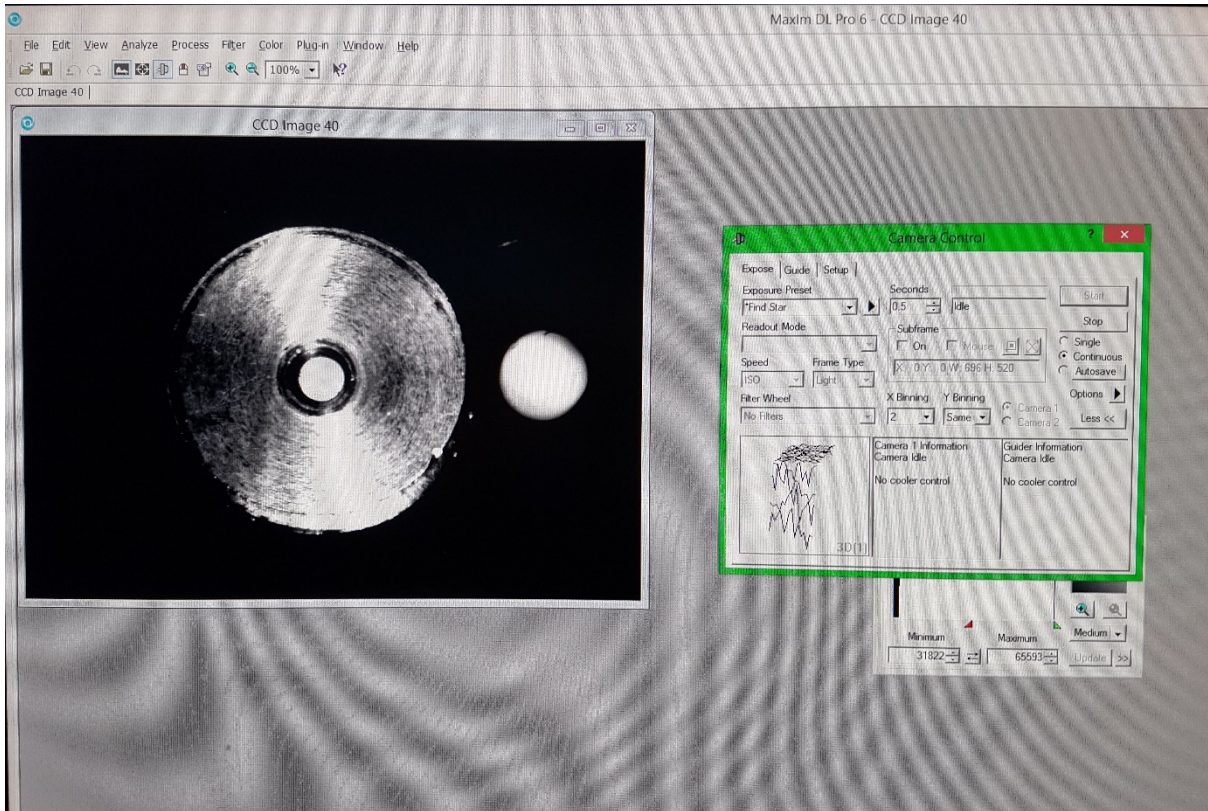 MaxIm DL Pro 6 - CCD Image 40
File Edit View Analyze Process Filter Color Plug-in Window Help
100%
CCD Image 40
CCD Image 40
Camera Control
Expose Guide Setup
Exposure Preset Seconds
*Find Star 0.5 Idle Start
Readout Mode Subframe Stop
On Mouse Single
Speed Frame Type X: 0 Y: 0 W: 696 H: 520 Continuous
ISO Light Autosave
Filter Wheel X Binning Y Binning Camera 1 Options
No Filters 2 Same Camera 2 Less <<
Camera 1 Information Guider Information
Camera Idle Camera Idle
No cooler control No cooler control
3D[1]
Minimum Maximum Medium
31822 65593 Update >>